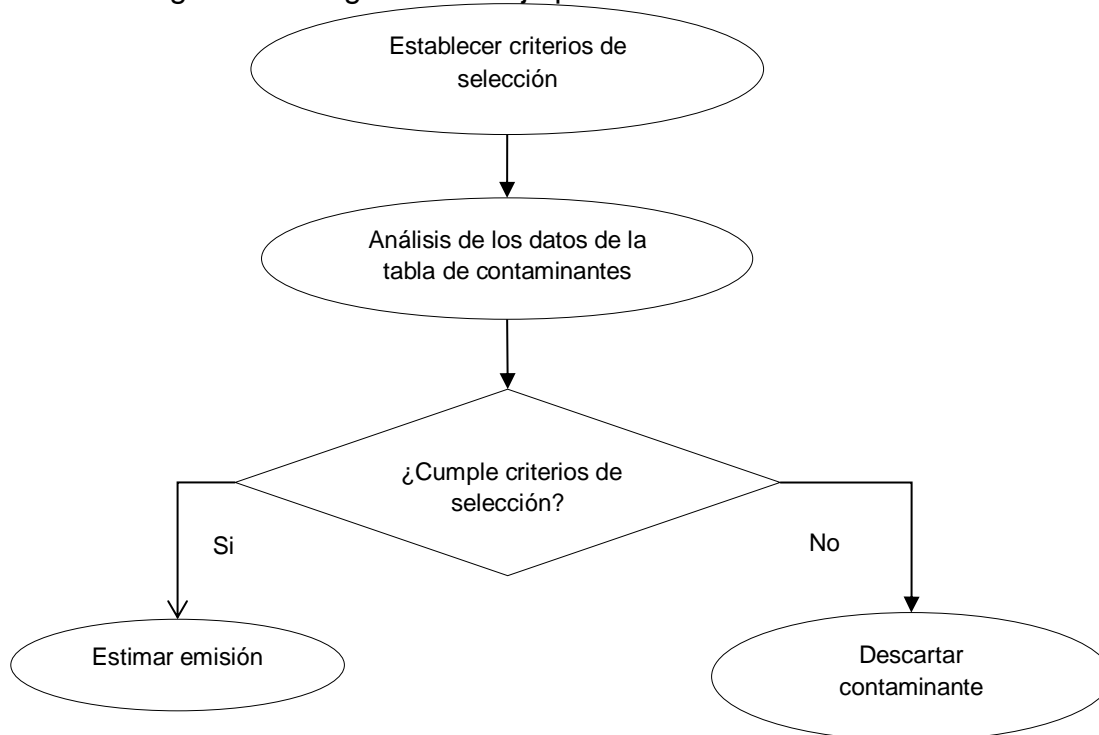 Establecer criterios de
selección
Análisis de los datos de la
tabla de contaminantes
¿Cumple criterios de
selección?
Si
No
Estimar emisión
Descartar
contaminante